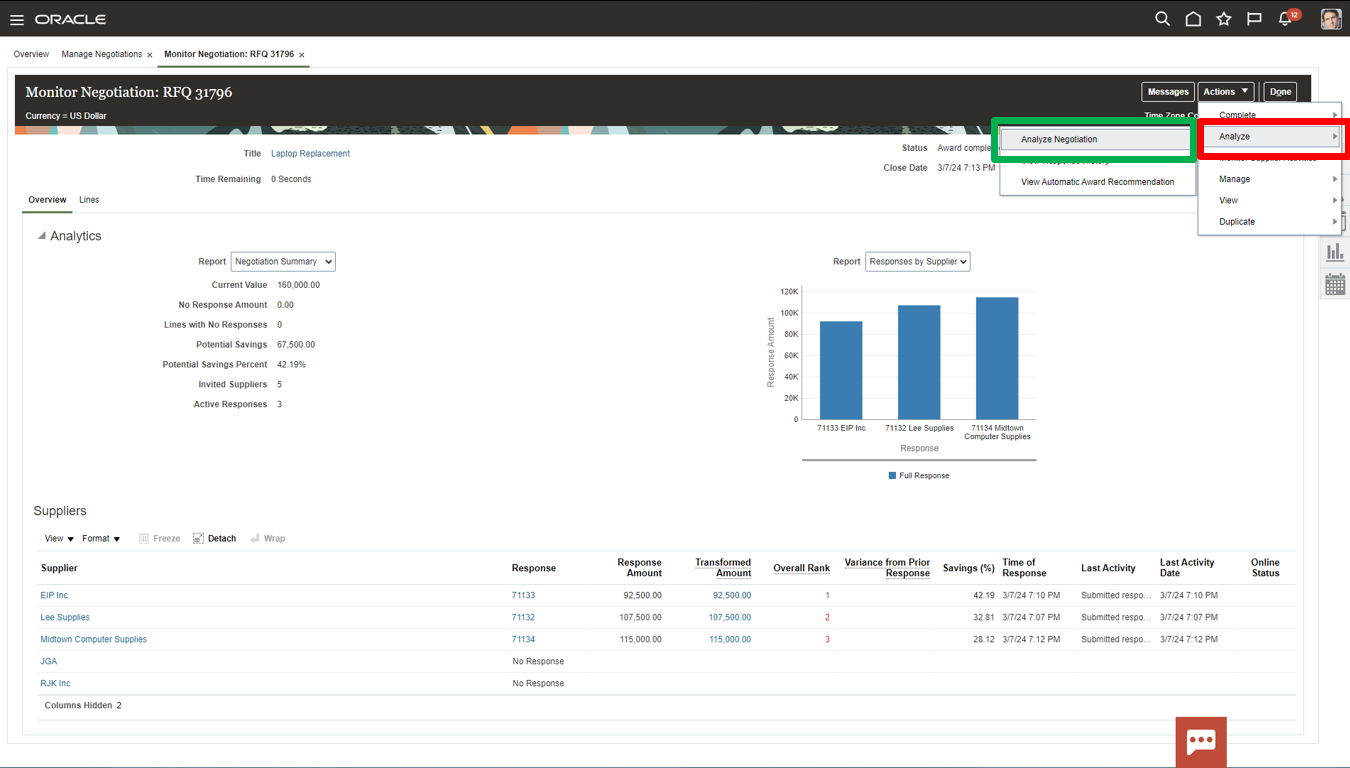 ORACLE
12
Overview Manage Negotiations × Monitor Negotiation: RFQ 31796 ×
Monitor Negotiation: RFQ 31796
Messages Actions ▼ Done
Currency = US Dollar
Time Zone Co
Complete
Analyze
Manage
View
Duplicate
Analyze Negotiation
View Automatic Award Recommendation
Title Laptop Replacement
Time Remaining 0 Seconds
Status Award comple
Close Date 3/7/24 7:13 PM
Overview Lines
Analytics
Report Negotiation Summary
Current Value 160,000.00
No Response Amount 0.00
Lines with No Responses 0
Potential Savings 67,500.00
Potential Savings Percent 42.19%
Invited Suppliers 5
Active Responses 3
Report Responses by Supplier
Response Amount
120K
100K
80K
60K
40K
20K
0
71133 EIP Inc 71132 Lee Supplies 71134 Midtown
Computer Supplies
Response
Full Response
Suppliers
View ▼ Format ▼ Freeze Detach Wrap
Supplier Response Response Amount Transformed Amount Overall Rank Variance from Prior Response Savings (%) Time of Response Last Activity Last Activity Date Online Status
EIP Inc 71133 92,500.00 92,500.00 1 42.19 3/7/24 7:10 PM Submitted respo... 3/7/24 7:10 PM
Lee Supplies 71132 107,500.00 107,500.00 2 32.81 3/7/24 7:07 PM Submitted respo... 3/7/24 7:07 PM
Midtown Computer Supplies 71134 115,000.00 115,000.00 3 28.12 3/7/24 7:12 PM Submitted respo... 3/7/24 7:12 PM
JGA No Response
RJK Inc No Response
Columns Hidden 2